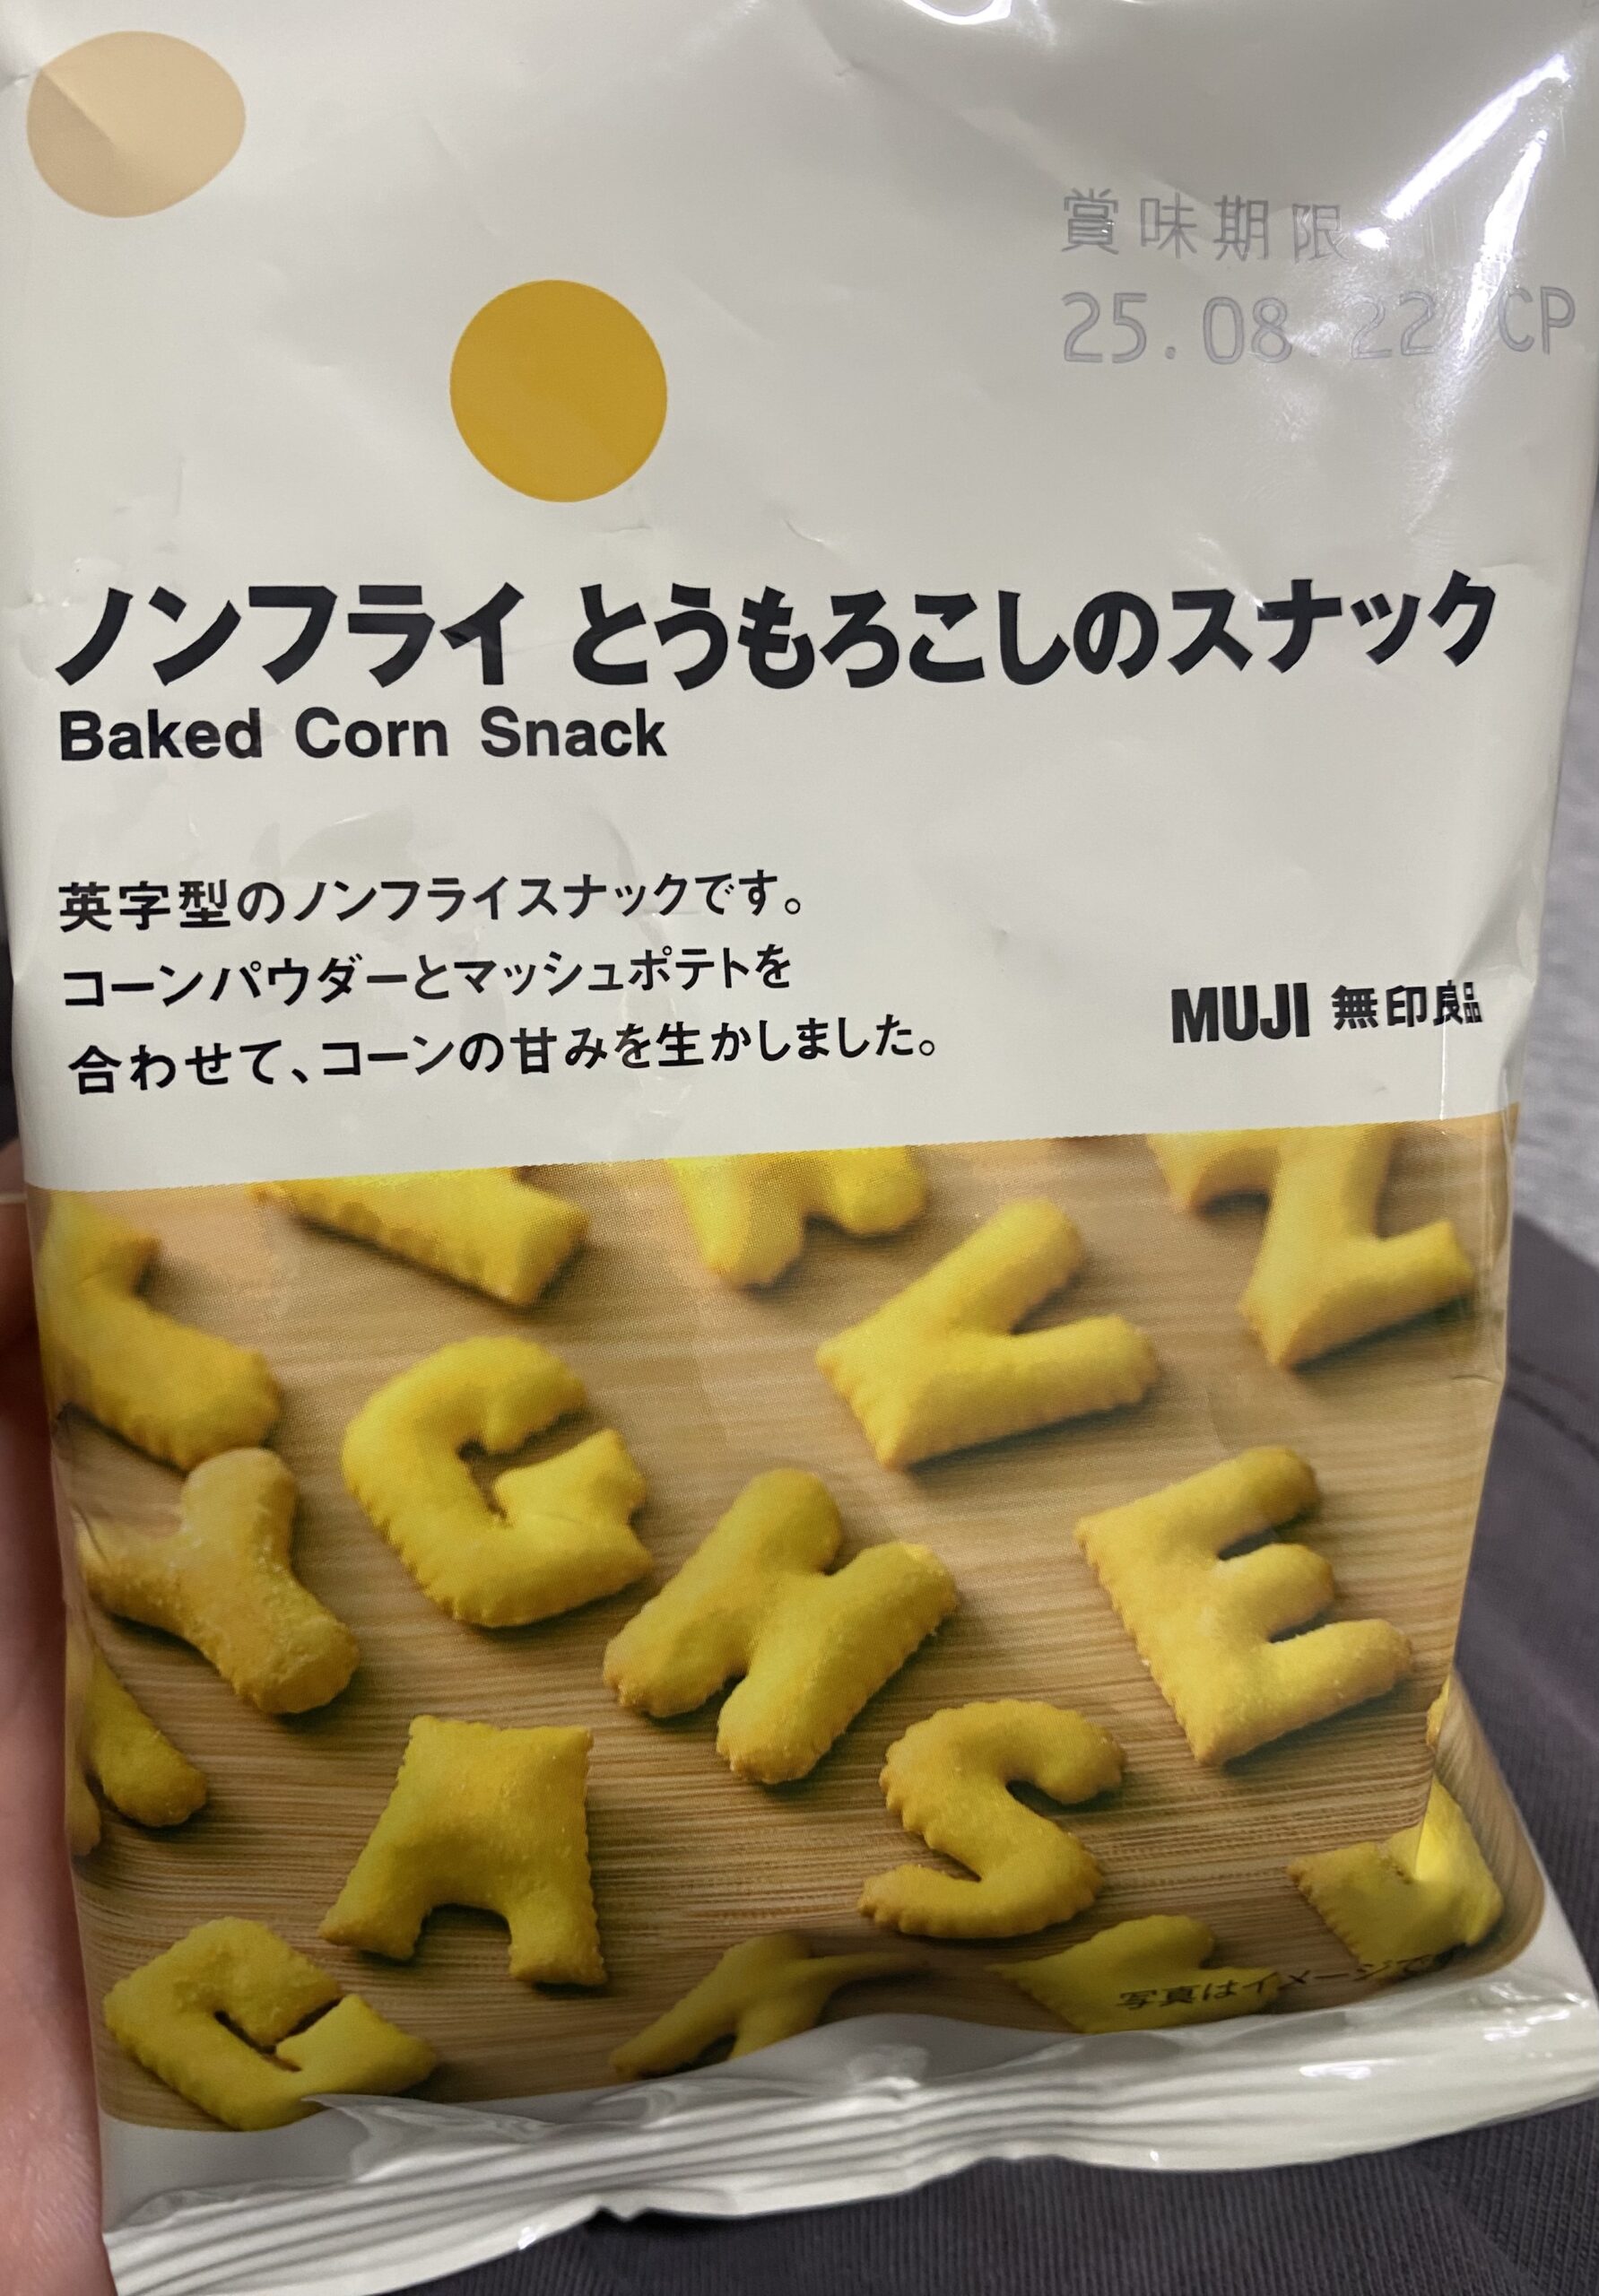 賞味期限
25.08.22 CP
ノンフライ とうもろこしのスナック
Baked Corn Snack
英字型のノンフライスナックです。
コーンパウダーとマッシュポテトを
合わせて、コーンの甘みを生かしました。
MUJI 無印良品
写真はイメージで